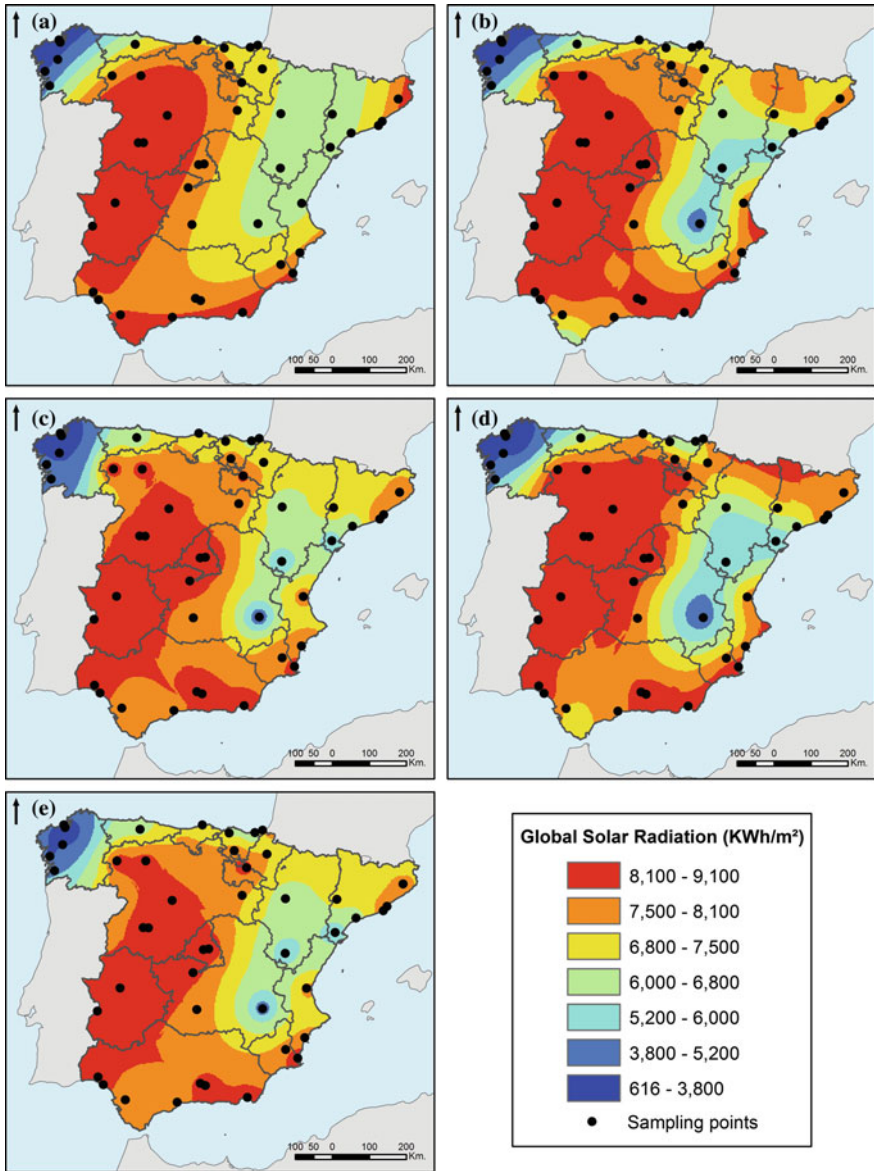 (a)
100 50 0 100 200
Km.
(b)
100 50 0 100 200
Km.
(c)
100 50 0 100 200
Km.
(d)
100 50 0 100 200
Km.
(e)
100 50 0 100 200
Km.
Global Solar Radiation (KWh/m²)
8,100 - 9,100
7,500 - 8,100
6,800 - 7,500
6,000 - 6,800
5,200 - 6,000
3,800 - 5,200
616 - 3,800
Sampling points